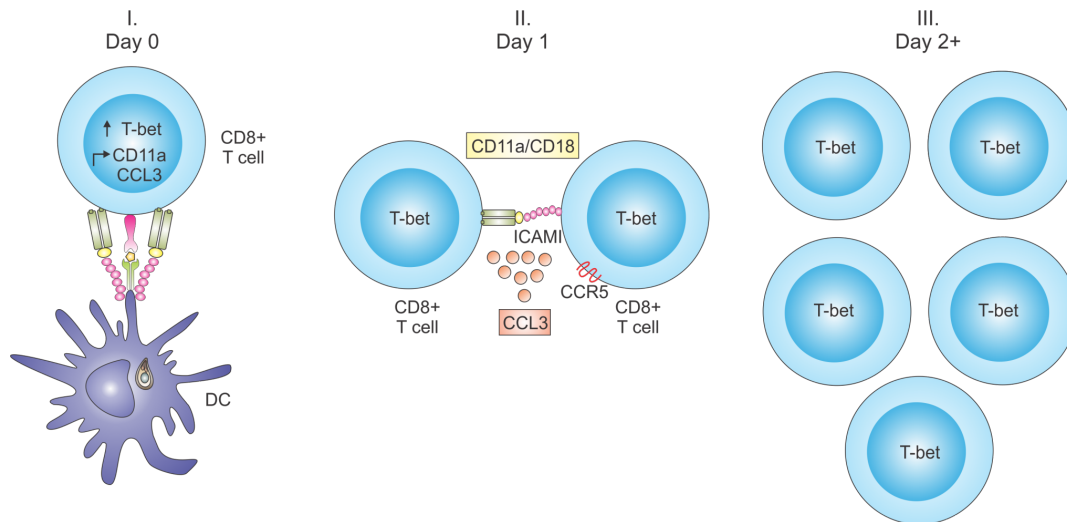 I.
Day 0
T-bet
CD11a
CCL3
CD8+
T cell
DC
II.
Day 1
CD11a/CD18
T-bet
T-bet
ICAMI
CCR5
CD8+
T cell
CCL3
CD8+
T cell
III.
Day 2+
T-bet
T-bet
T-bet
T-bet
T-bet